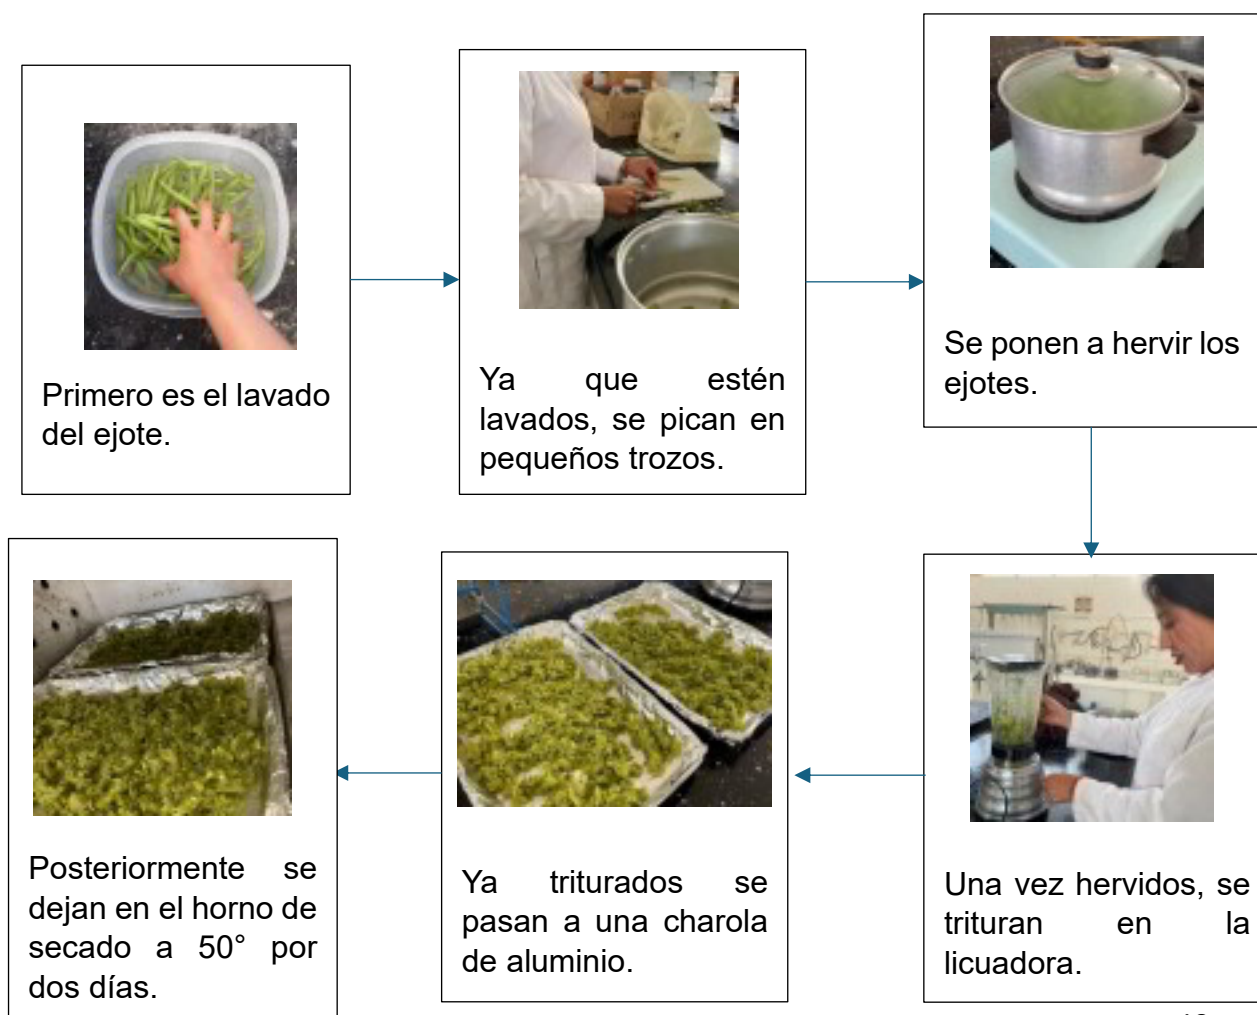 Primero es el lavado
del ejote.
Ya que estén
lavados, se pican en
pequeños trozos.
Se ponen a hervir los
ejotes.
Una vez hervidos, se
trituran en la
licuadora.
Ya triturados se
pasan a una charola
de aluminio.
Posteriormente se
dejan en el horno de
secado a 50° por
dos días.